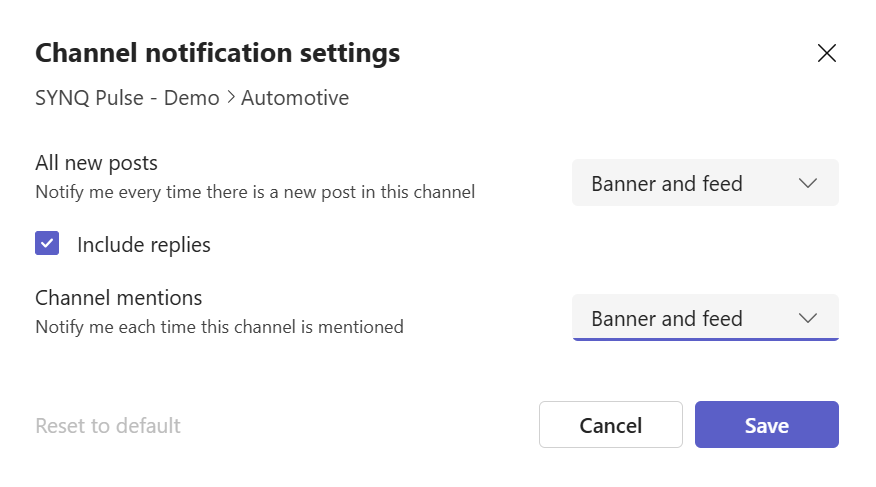 Channel notification settings
SYNQ Pulse - Demo > Automotive
All new posts
Notify me every time there is a new post in this channel
Banner and feed
Include replies
Channel mentions
Notify me each time this channel is mentioned
Banner and feed
Reset to default
Cancel
Save